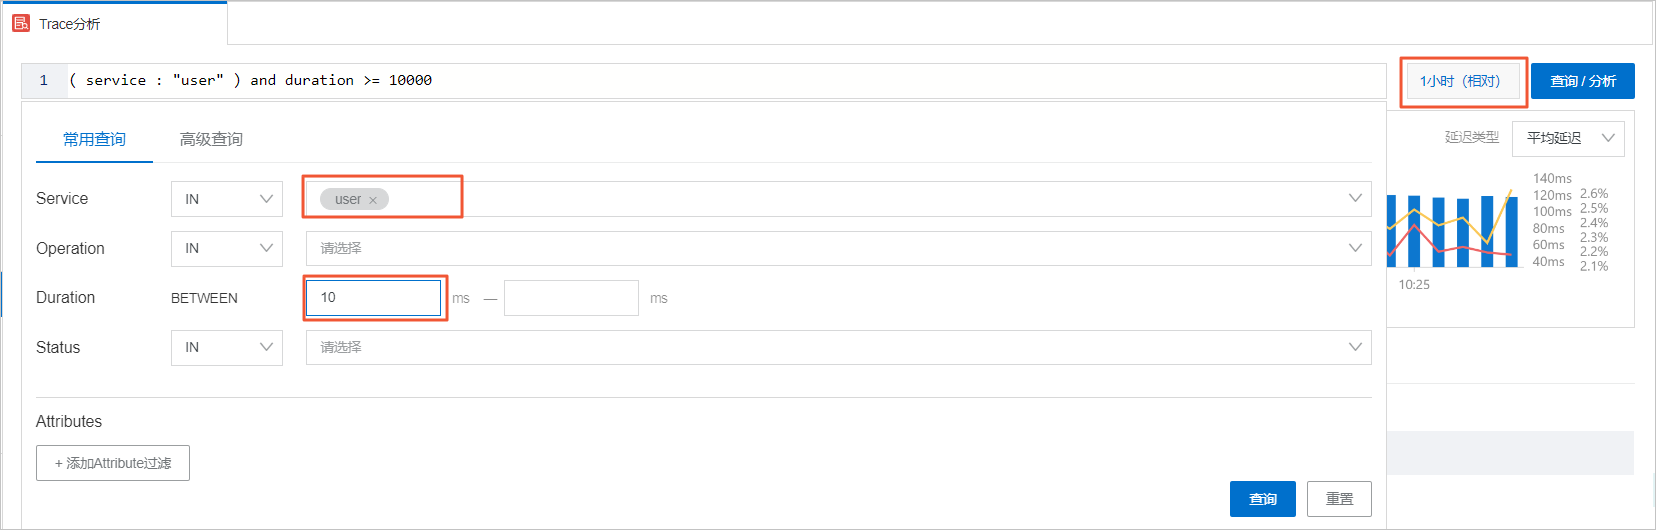 Trace分析
1 ( service : "user" ) and duration >= 10000
1小时（相对）
查询 / 分析
常用查询 高级查询
延迟类型 平均延迟
Service IN user ×
Operation IN 请选择
Duration BETWEEN 10 ms — ms
Status IN 请选择
140ms
120ms
100ms
80ms
60ms
40ms
2.6%
2.5%
2.4%
2.3%
2.2%
2.1%
10:25
Attributes
+ 添加Attribute过滤
查询 重置